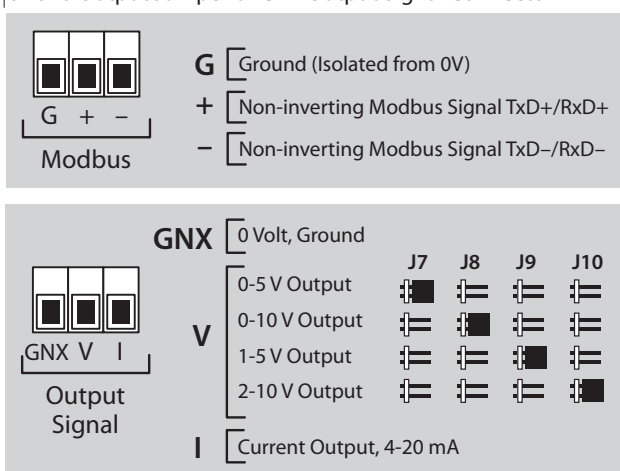 G Ground (Isolated from 0V)
+ Non-inverting Modbus Signal TxD+/RxD+
– Non-inverting Modbus Signal TxD–/RxD–
G + –
Modbus
GNX 0 Volt, Ground
J7 J8 J9 J10
V
0-5 V Output
0-10 V Output
1-5 V Output
2-10 V Output
GNX V I
Output
Signal
I Current Output, 4-20 mA